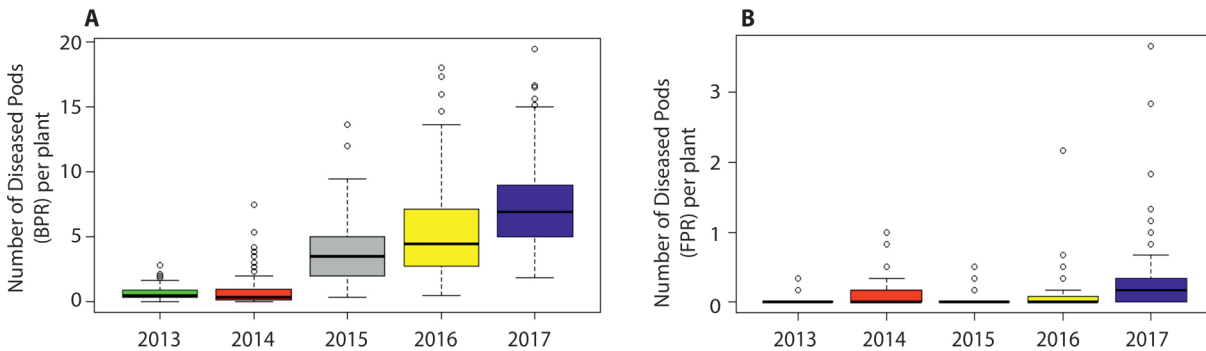 A
Number of Diseased Pods
(BPR) per plant
20
15
10
5
0
2013 2014 2015 2016 2017
B
Number of Diseased Pods
(FPR) per plant
3
2
1
0
2013 2014 2015 2016 2017